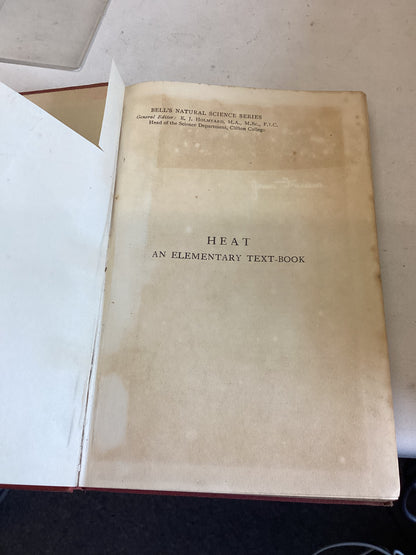 BELL'S NATURAL SCIENCE SERIES
General Editor: E. J. HOLMYARD, M.A., M.Sc., F.I.C.
Head of the Science Department, Clifton College
HEAT
AN ELEMENTARY TEXT-BOOK